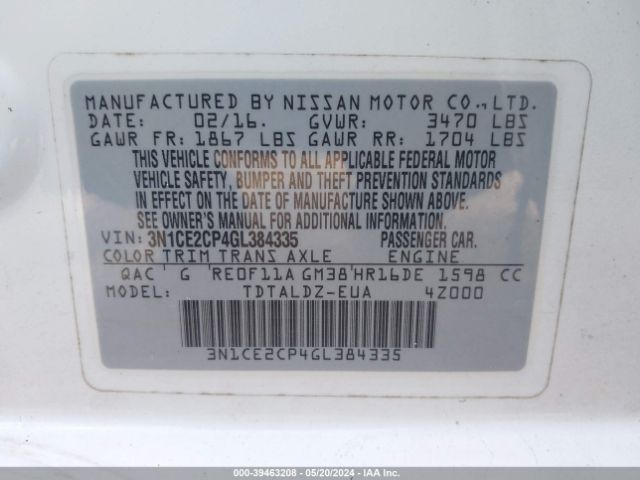 MANUFACTURED BY NISSAN MOTOR CO., LTD.
DATE: 02/16. GVWR: 3470 LBS
GAWR FR: 1867 LBS GAWR RR: 1704 LBS
THIS VEHICLE CONFORMS TO ALL APPLICABLE FEDERAL MOTOR
VEHICLE SAFETY, BUMPER AND THEFT PREVENTION STANDARDS
IN EFFECT ON THE DATE OF MANUFACTURE SHOWN ABOVE.
SEE OWNER'S MANUAL FOR ADDITIONAL INFORMATION.
VIN: 3N1CE2CP4GL384335 PASSENGER CAR.
COLOR TRIM TRANS AXLE ENGINE
QAC G RE0F11A GM38 HR16DE 1598 CC
MODEL: TDTALDZ-EUA 4Z000
3N1CE2CP4GL384335
000-39463208 - 05/20/2024 - IAA Inc.